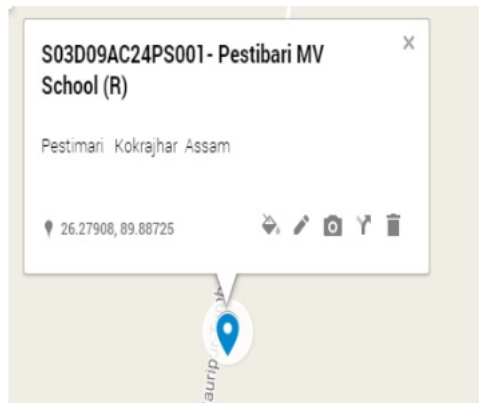 S03D09AC24PS001- Pestibari MV
School (R)
Pestimari Kokrajhar Assam
26.27908, 89.88725